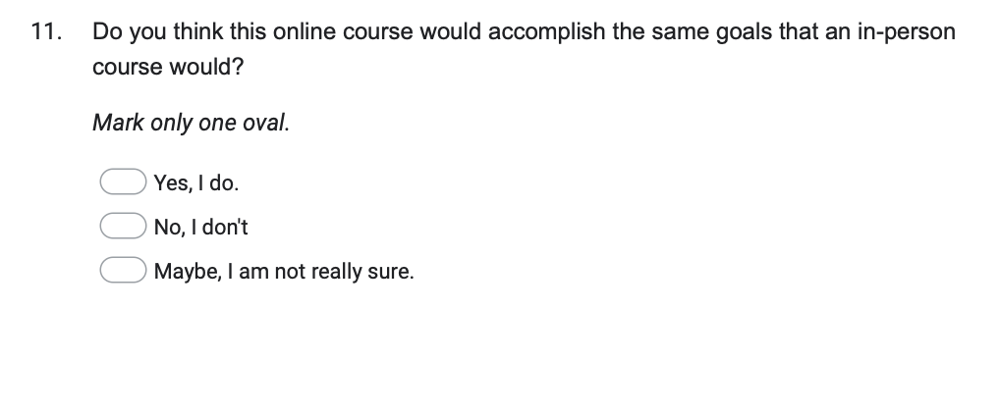 11. Do you think this online course would accomplish the same goals that an in-person
course would?
Mark only one oval.
Yes, I do.
No, I don't
Maybe, I am not really sure.